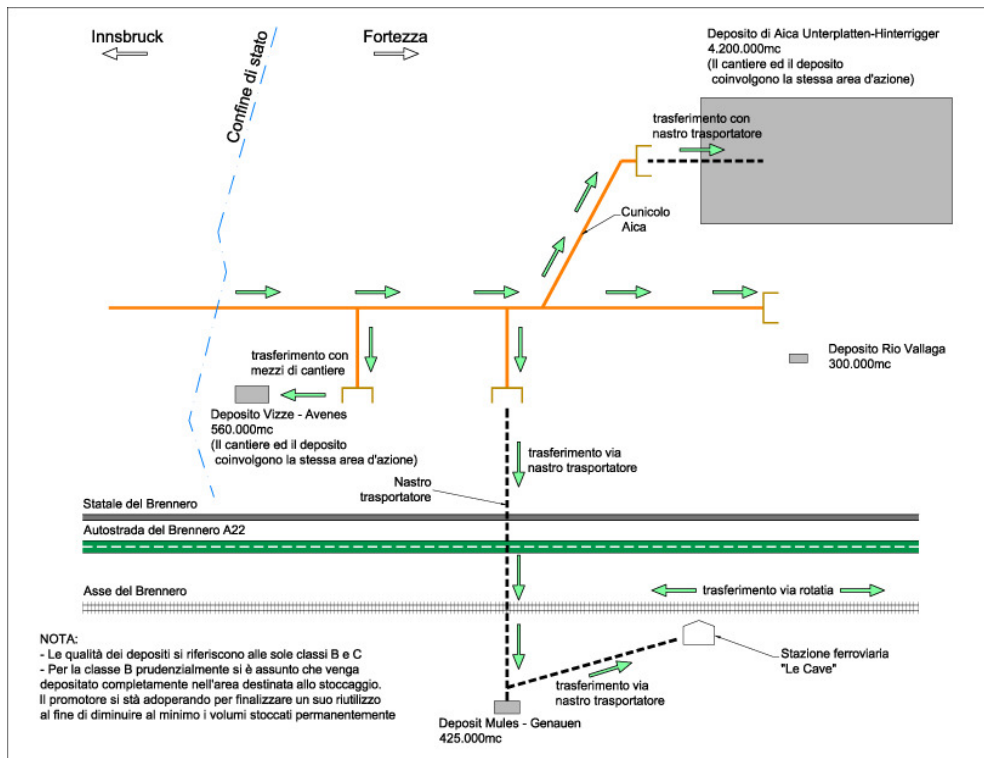 Innsbruck
Fortezza
Confine di stato
Deposito di Aica Unterplatten-Hinterrigger
4.200.000mc
(Il cantiere ed il deposito
coinvolgono la stessa area d'azione)
trasferimento con
nastro trasportatore
Cunicolo
Aica
trasferimento con
mezzi di cantiere
Deposito Rio Vallaga
300.000mc
Deposito Vizze - Avenes
560.000mc
(Il cantiere ed il deposito
coinvolgono la stessa area d'azione)
trasferimento via
nastro trasportatore
Nastro
trasportatore
Statale del Brennero
Autostrada del Brennero A22
Asse del Brennero
trasferimento via rotatia
NOTA:
- Le qualità dei depositi si riferiscono alle sole classi B e C
- Per la classe B prudenzialmente si è assunto che venga
depositato completamente nell'area destinata allo stoccaggio.
Il promotore si stà adoperando per finalizzare un suo riutilizzo
al fine di diminuire al minimo i volumi stoccati permanentemente
Stazione ferroviaria
"Le Cave"
trasferimento via
nastro trasportatore
Deposit Mules - Genauen
425.000mc